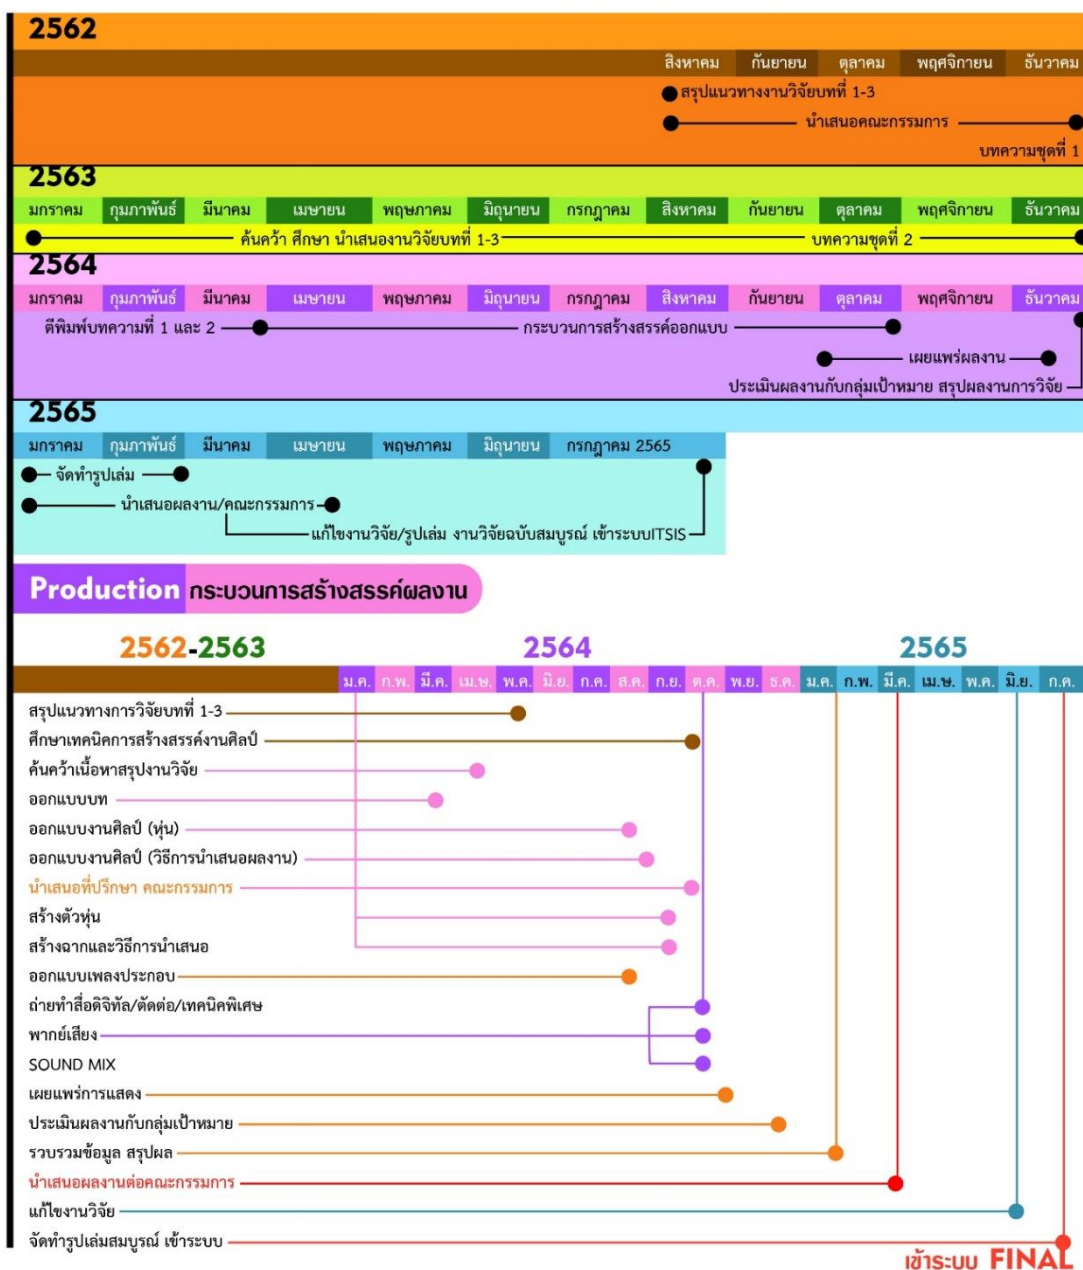 2562
สิงหาคม กันยายน ตุลาคม พฤศจิกายน ธันวาคม
สรุปแนวทางงานวิจัยบทที่ 1-3
นำเสนอคณะกรรมการ
บทความชุดที่ 1
2563
มกราคม กุมภาพันธ์ มีนาคม เมษายน พฤษภาคม มิถุนายน กรกฎาคม สิงหาคม กันยายน ตุลาคม พฤศจิกายน ธันวาคม
ค้นคว้า ศึกษา นำเสนองานวิจัยบทที่ 1-3 บทความชุดที่ 2
2564
มกราคม กุมภาพันธ์ มีนาคม เมษายน พฤษภาคม มิถุนายน กรกฎาคม สิงหาคม กันยายน ตุลาคม พฤศจิกายน ธันวาคม
ตีพิมพ์บทความที่ 1 และ 2 กระบวนการสร้างสรรค์ออกแบบ
เผยแพร่ผลงาน
ประเมินผลงานกับกลุ่มเป้าหมาย สรุปผลงานการวิจัย
2565
มกราคม กุมภาพันธ์ มีนาคม เมษายน พฤษภาคม มิถุนายน กรกฎาคม 2565
จัดทำรูปเล่ม
นำเสนอผลงาน/คณะกรรมการ
แก้ไขงานวิจัย/รูปเล่ม งานวิจัยฉบับสมบูรณ์ เข้าระบบITSIS
Production กระบวนการสร้างสรรค์ผลงาน
2562-2563 2564 2565
ม.ค. ก.พ. มี.ค. เม.ษ. พ.ค. มิ.ย. ก.ค. ส.ค. ก.ย. ต.ค. พ.ย. ธ.ค. ม.ค. ก.พ. มี.ค. เม.ษ. พ.ค. มิ.ย. ก.ค.
สรุปแนวทางการวิจัยบทที่ 1-3
ศึกษาเทคนิคการสร้างสรรค์งานศิลป์
ค้นคว้าเนื้อหาสรุปงานวิจัย
ออกแบบบท
ออกแบบงานศิลป์ (หุ่น)
ออกแบบงานศิลป์ (วิธีการนำเสนอผลงาน)
นำเสนอที่ปรึกษา คณะกรรมการ
สร้างตัวหุ่น
สร้างฉากและวิธีการนำเสนอ
ออกแบบเพลงประกอบ
ถ่ายทำสื่อดิจิทัล/ตัดต่อ/เทคนิคพิเศษ
พากย์เสียง
SOUND MIX
เผยแพร่การแสดง
ประเมินผลงานกับกลุ่มเป้าหมาย
รวบรวมข้อมูล สรุปผล
นำเสนอผลงานต่อคณะกรรมการ
แก้ไขงานวิจัย
จัดทำรูปเล่มสมบูรณ์ เข้าระบบ
เข้าระบบ FINAL